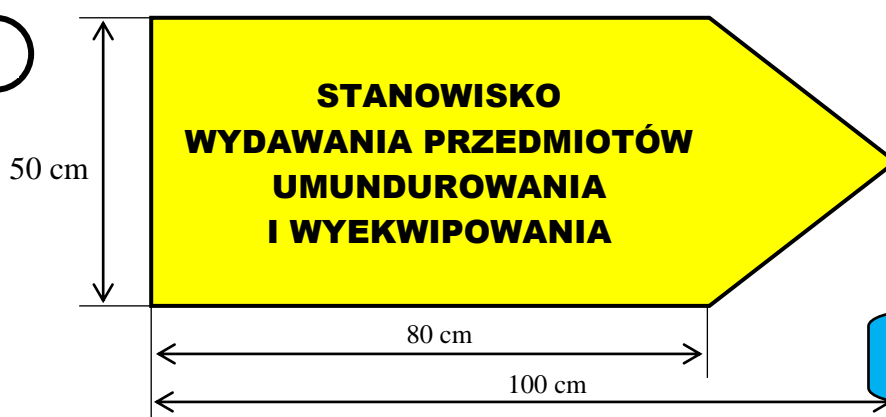 STANOWISKO
WYDAWANIA PRZEDMIOTÓW
UMUNDUROWANIA
I WYEKWIPOWANIA
50 cm
80 cm
100 cm